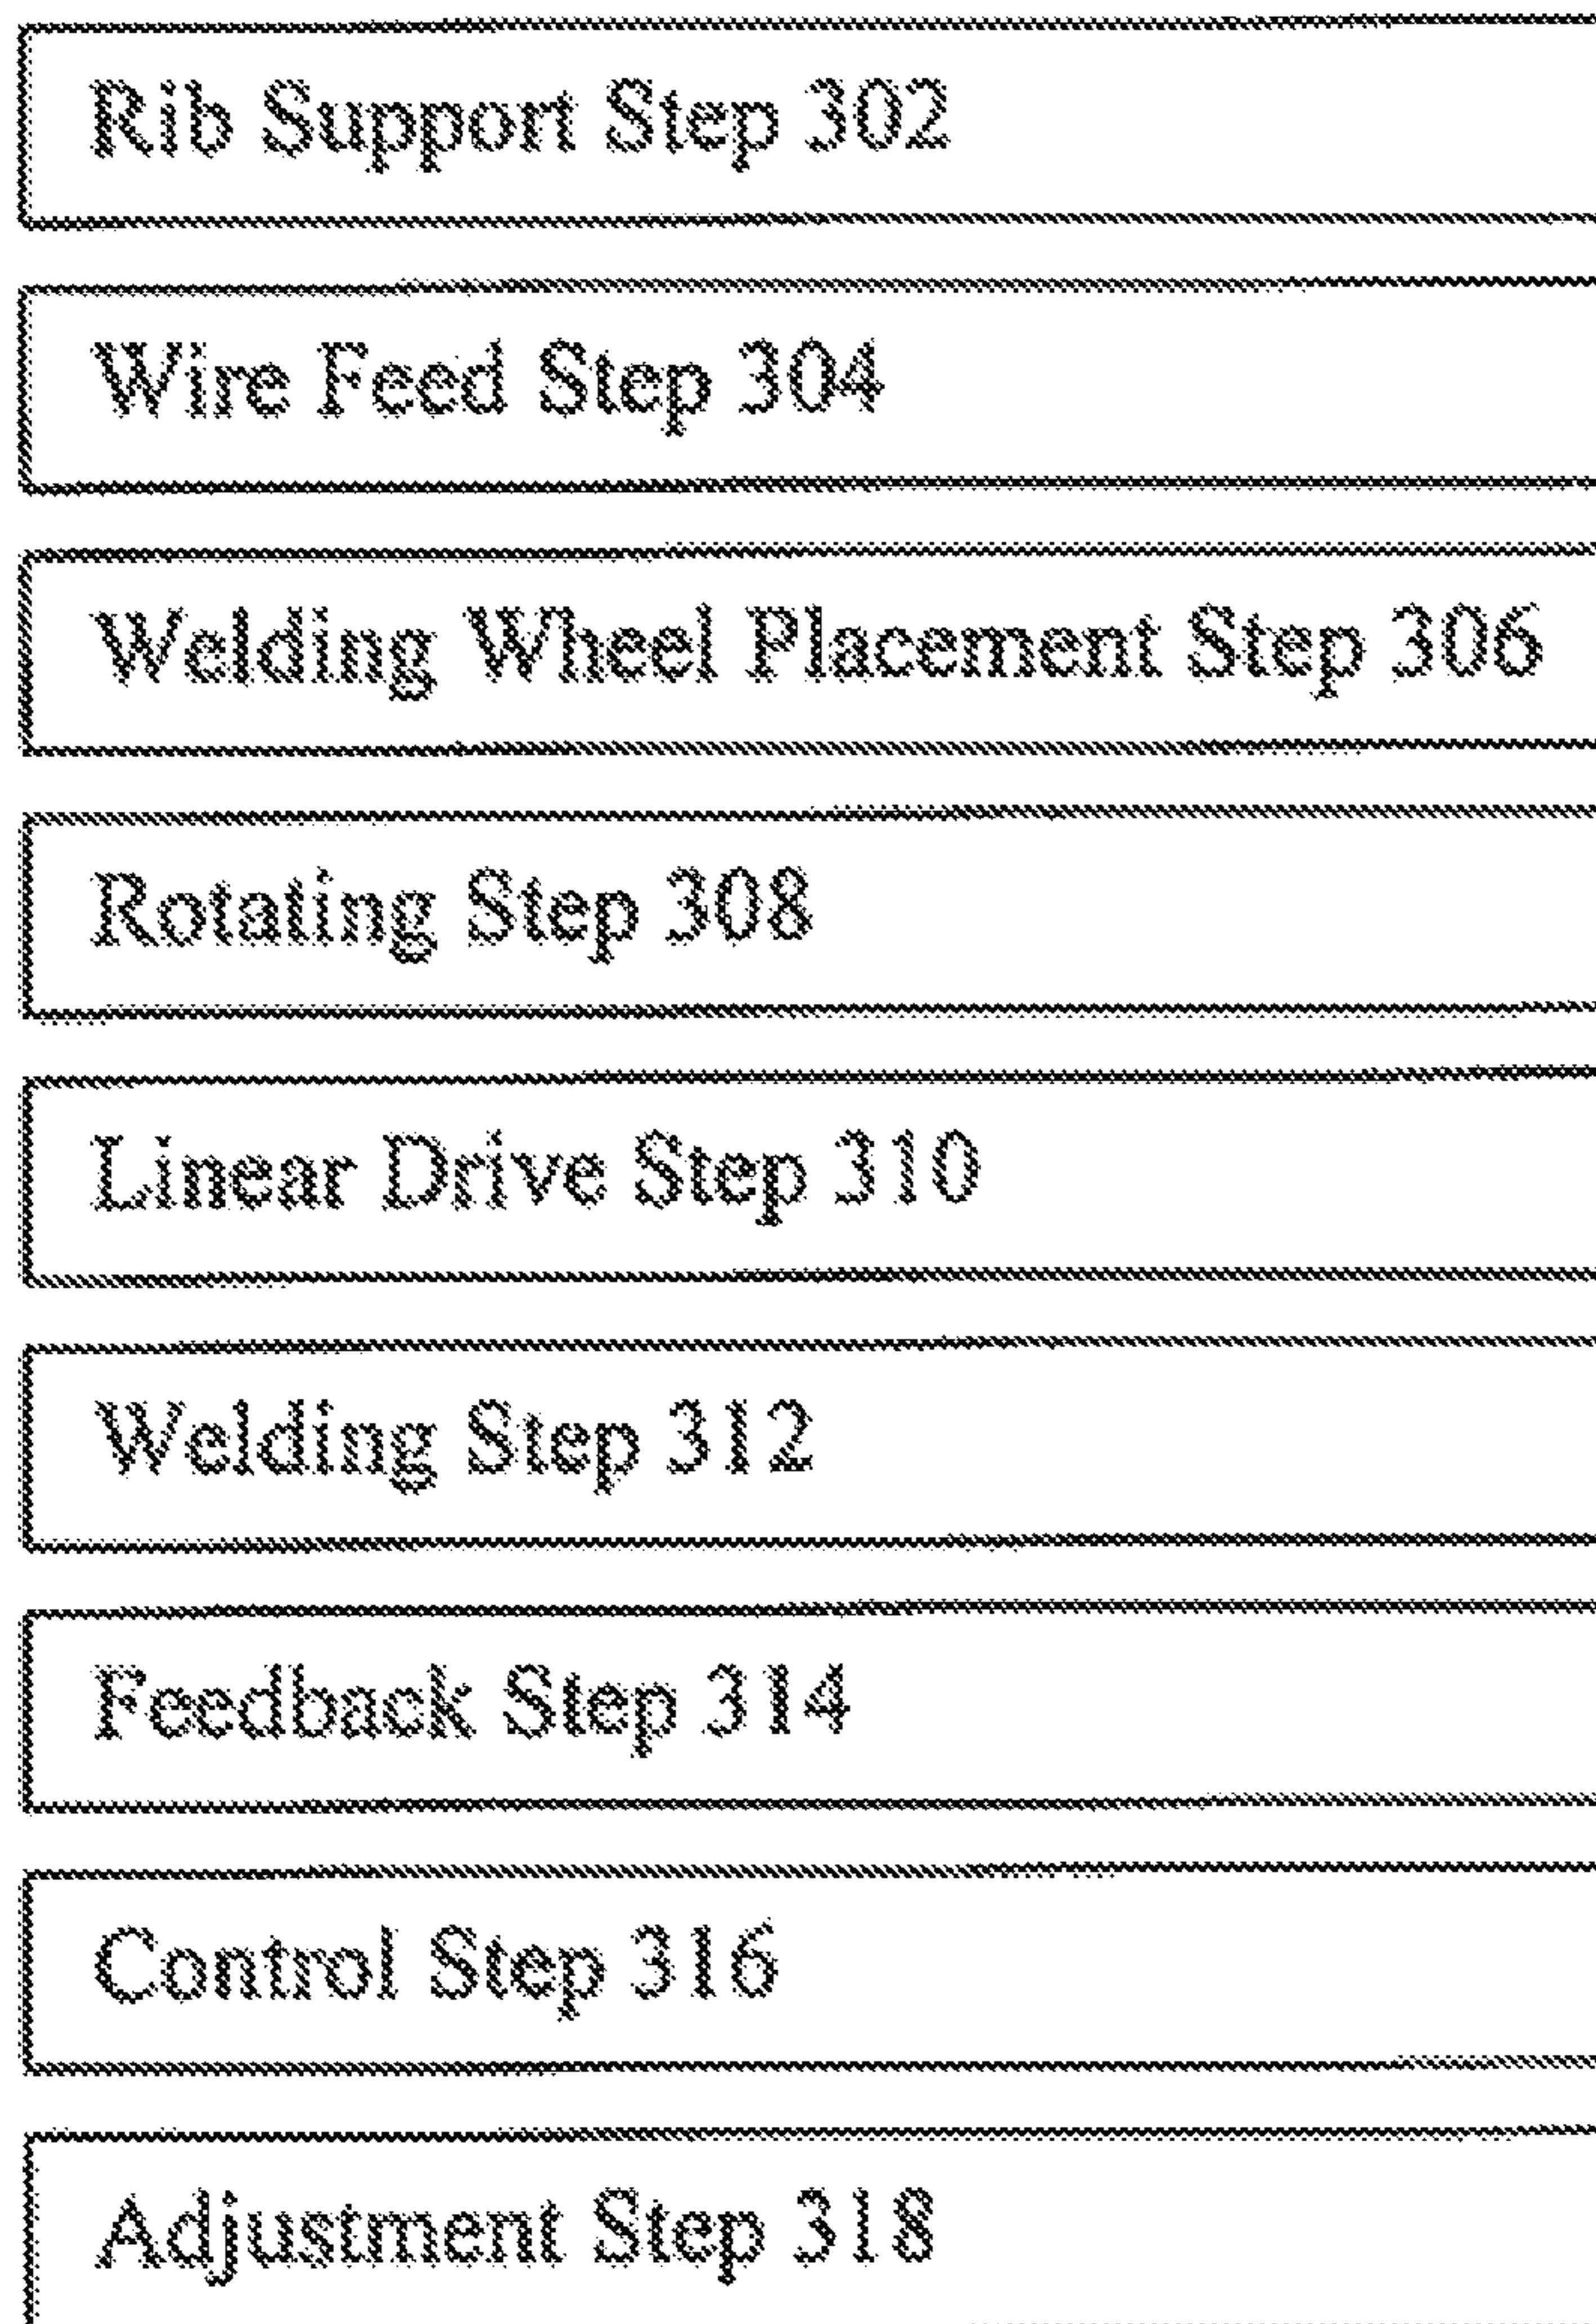 Rib Support Step 302
Wire Feed Step 304
Welding Wheel Placement Step 306
Rotating Step 308
Linear Drive Step 310
Welding Step 312
Feedback Step 314
Control Step 316
Adjustment Step 318